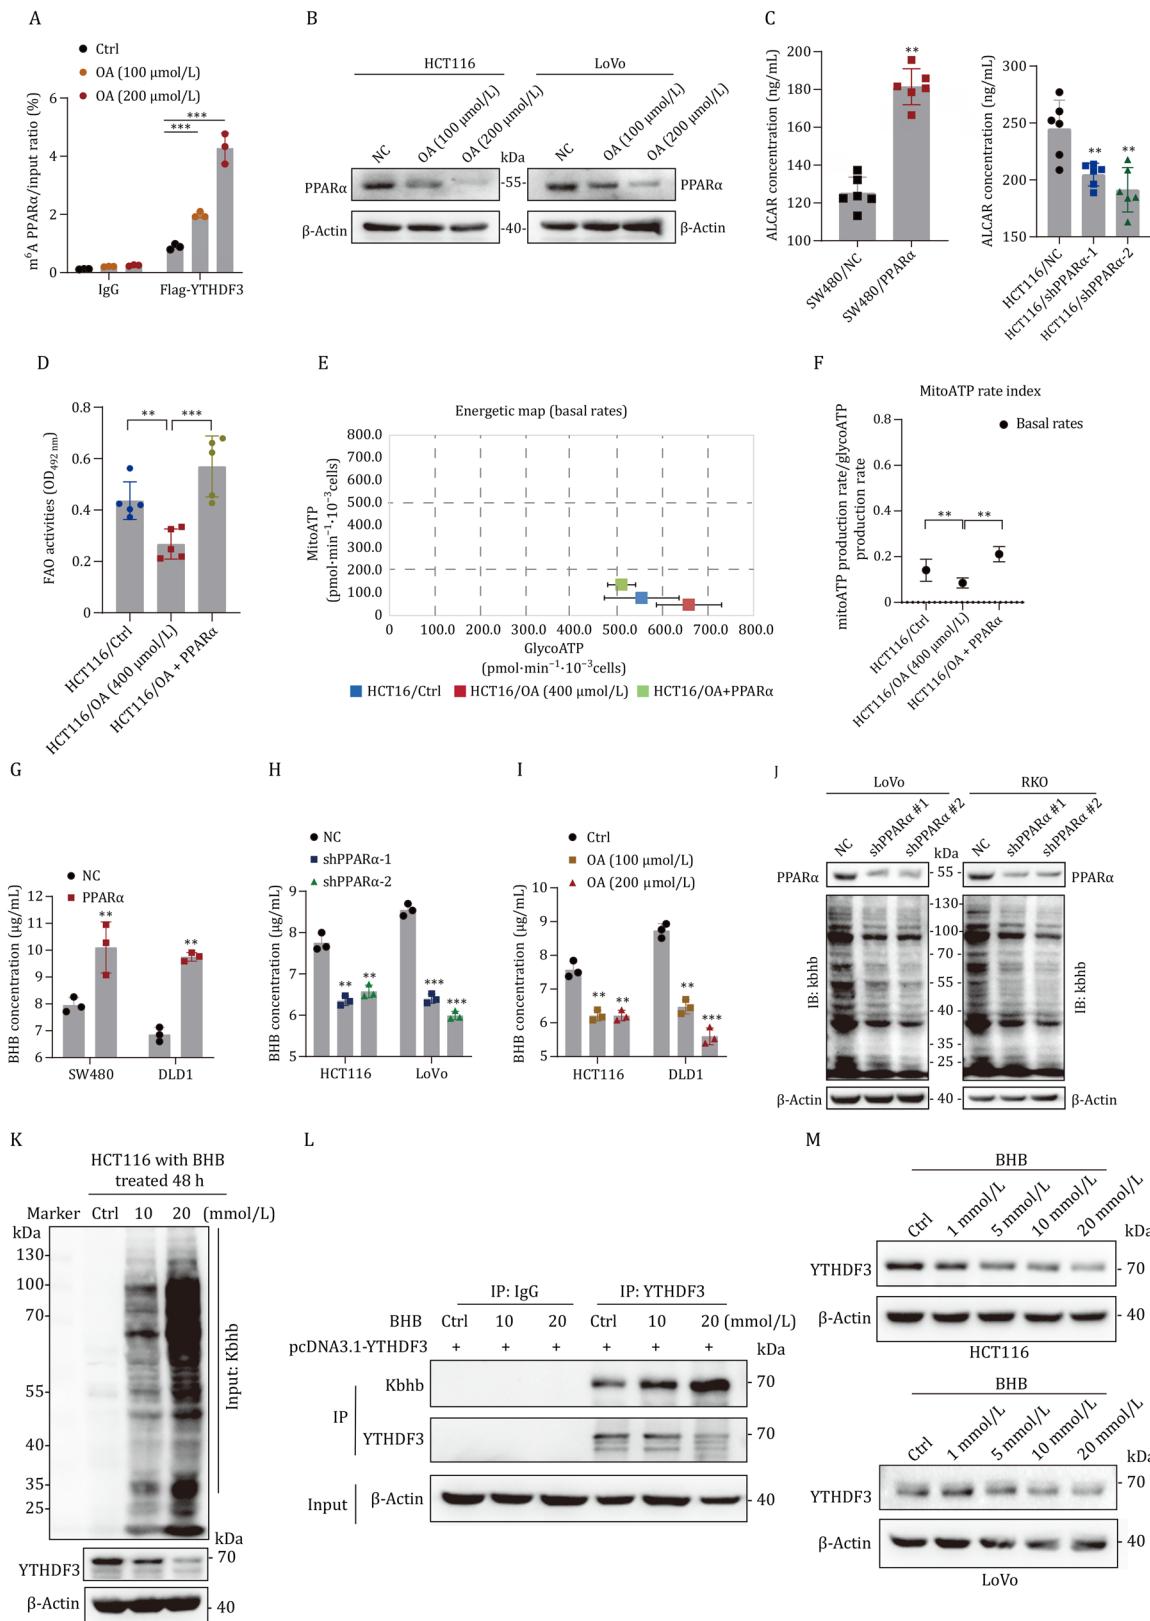 A
Ctrl
OA (100 μmol/L)
OA (200 μmol/L)
m⁶A PPARα/input ratio (%)
6
4
2
0
***
***
IgG
Flag-YTHDF3
B
HCT116
LoVo
NC
OA (100 μmol/L)
OA (200 μmol/L)
kDa
NC
OA (100 μmol/L)
OA (200 μmol/L)
PPARα
-55-
PPARα
β-Actin
-40-
β-Actin
C
ALCAR concentration (ng/mL)
200
180
160
140
120
100
**
SW480/NC
SW480/PPARα
ALCAR concentration (ng/mL)
300
250
200
150
**
**
HCT116/NC
HCT116/shPPARα-1
HCT116/shPPARα-2
D
FAO activities (OD₄₉₂ ₙₘ)
0.8
0.6
0.4
0.2
0
**
***
HCT116/Ctrl
HCT116/OA (400 μmol/L)
HCT116/OA + PPARα
E
Energetic map (basal rates)
MitoATP
(pmol·min⁻¹·10⁻³cells)
800.0
700.0
600.0
500.0
400.0
300.0
200.0
100.0
0
0
100.0
200.0
300.0
400.0
500.0
600.0
700.0
800.0
GlycoATP
(pmol·min⁻¹·10⁻³cells)
HCT16/Ctrl
HCT16/OA (400 μmol/L)
HCT16/OA+PPARα
F
MitoATP rate index
mitoATP production rate/glycoATP
production rate
0.8
0.6
0.4
0.2
0
Basal rates
**
**
HCT116/Ctrl
HCT116/OA (400 μmol/L)
HCT116/OA + PPARα
G
NC
PPARα
BHB concentration (μg/mL)
12
11
10
9
8
7
6
**
**
SW480
DLD1
H
NC
shPPARα-1
shPPARα-2
BHB concentration (μg/mL)
9
8
7
6
5
**
**
***
***
HCT116
LoVo
I
Ctrl
OA (100 μmol/L)
OA (200 μmol/L)
BHB concentration (μg/mL)
10
9
8
7
6
5
**
**
**
***
HCT116
DLD1
J
LoVo
RKO
NC
shPPARα #1
shPPARα #2
kDa
NC
shPPARα #1
shPPARα #2
PPARα
- 55 -
PPARα
IB: kbhb
- 130 -
100 -
70 -
55 -
40 -
35 -
25 -
IB: kbhb
β-Actin
- 40 -
β-Actin
K
HCT116 with BHB
treated 48 h
Marker
Ctrl
10
20
(mmol/L)
kDa
130-
100-
70-
55-
40-
35-
25-
Input: Kbhb
kDa
YTHDF3
- 70
β-Actin
- 40
L
IP: IgG
IP: YTHDF3
BHB
Ctrl
10
20
Ctrl
10
20
(mmol/L)
pcDNA3.1-YTHDF3
+
+
+
+
+
+
kDa
IP
Kbhb
- 70
YTHDF3
- 70
Input
β-Actin
- 40
M
BHB
Ctrl
1 mmol/L
5 mmol/L
10 mmol/L
20 mmol/L
kDa
YTHDF3
- 70
β-Actin
- 40
HCT116
BHB
Ctrl
1 mmol/L
5 mmol/L
10 mmol/L
20 mmol/L
kDa
YTHDF3
- 70
β-Actin
- 40
LoVo